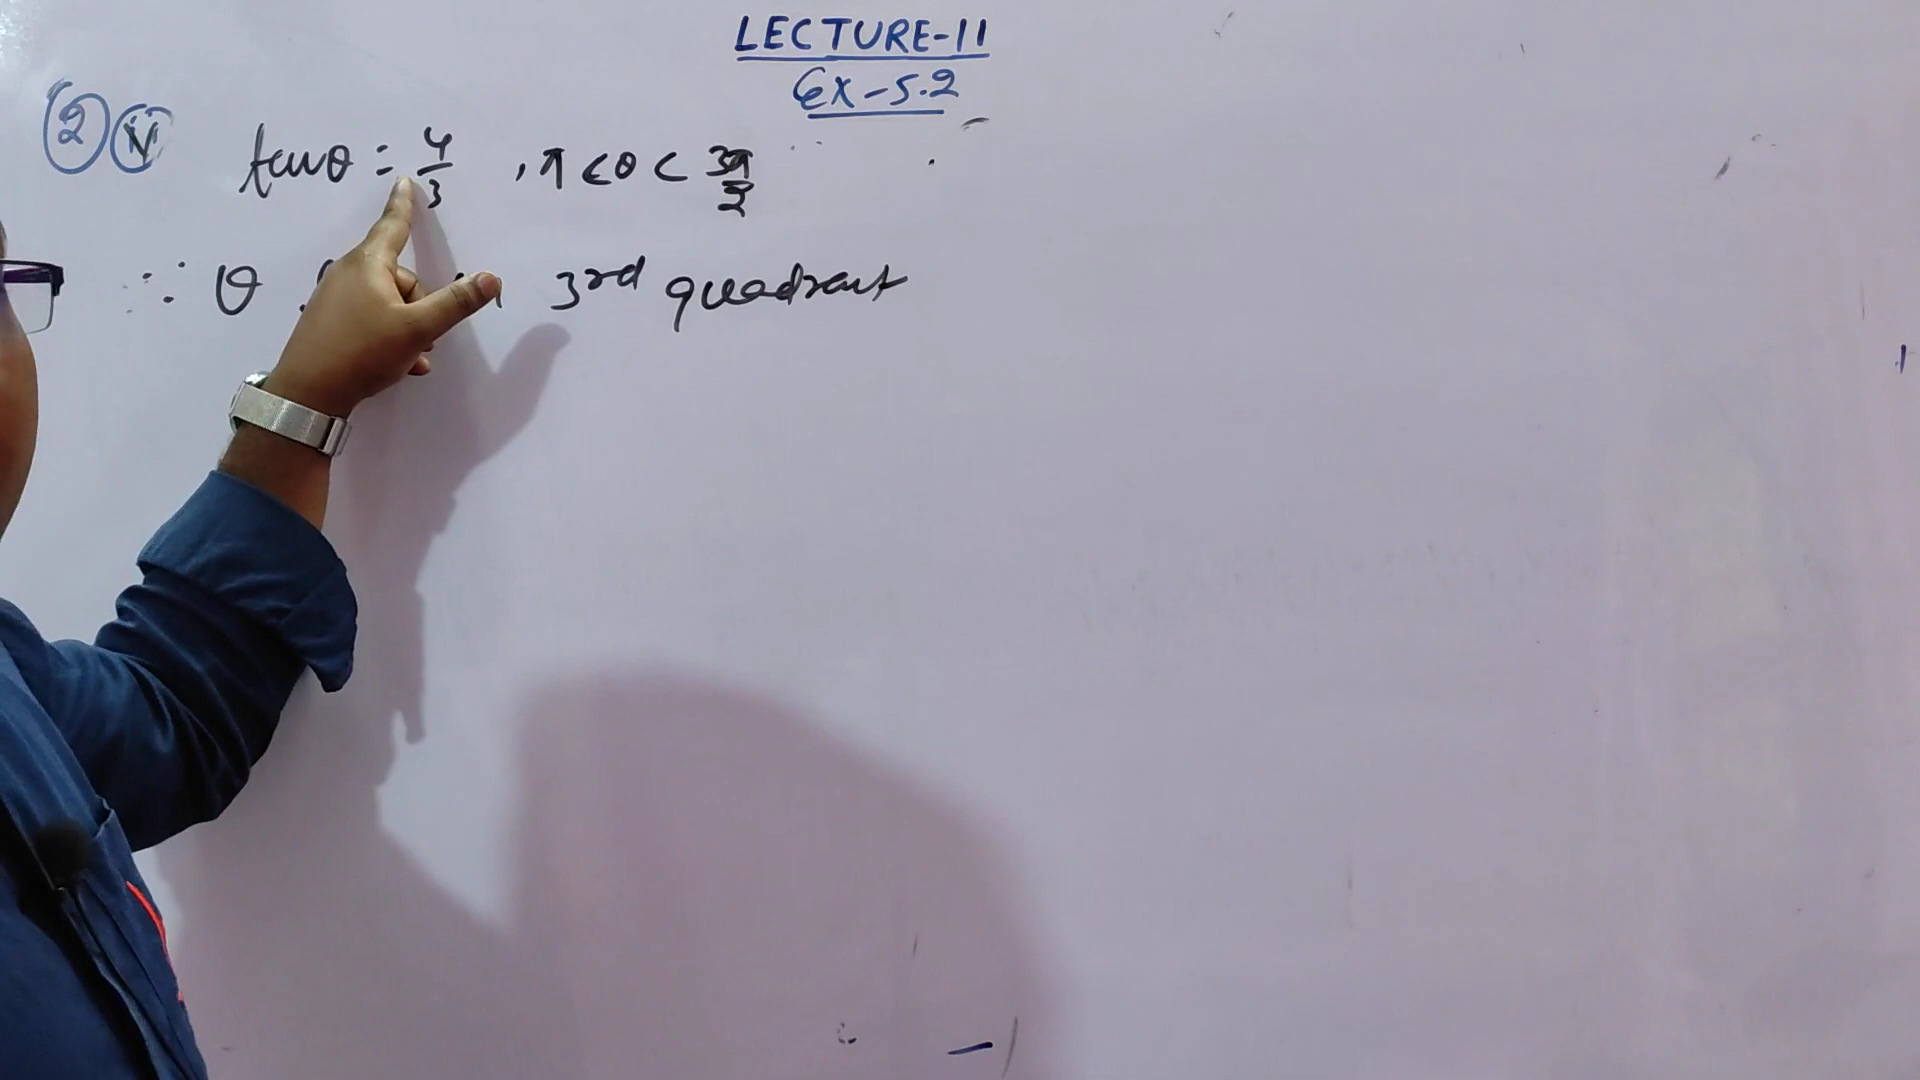 LECTURE-11
Ex-5.2
② ⓥ tanθ = 4/3 , π < θ < 3π/2
∵ θ 3rd quadrant